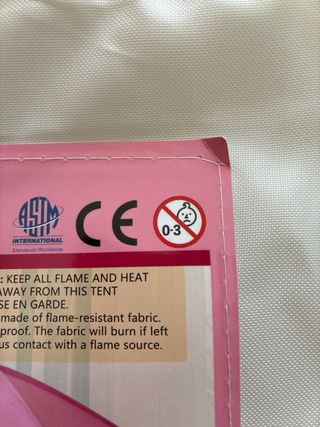 ASTM
INTERNATIONAL
Standards Worldwide
CE
0-3
: KEEP ALL FLAME AND HEAT
AWAY FROM THIS TENT
SE EN GARDE.
made of flame-resistant fabric.
proof. The fabric will burn if left
us contact with a flame source.